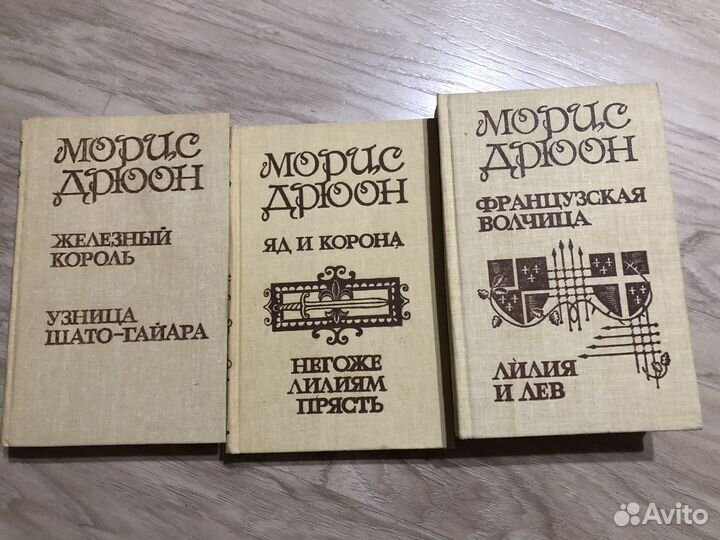 МОРИС
ДРЮОН
ЖЕЛЕЗНЫЙ
КОРОЛЬ
УЗНИЦА
ШАТО-ГАЙАРА
МОРИС
ДРЮОН
ЯД И КОРОНА
НЕГОЖЕ
ЛИЛИЯМ
ПРЯСТЬ
МОРИС
ДРЮОН
ФРАНЦУЗСКАЯ
ВОЛЧИЦА
ЛИЛИЯ
И ЛЕВ
Avito